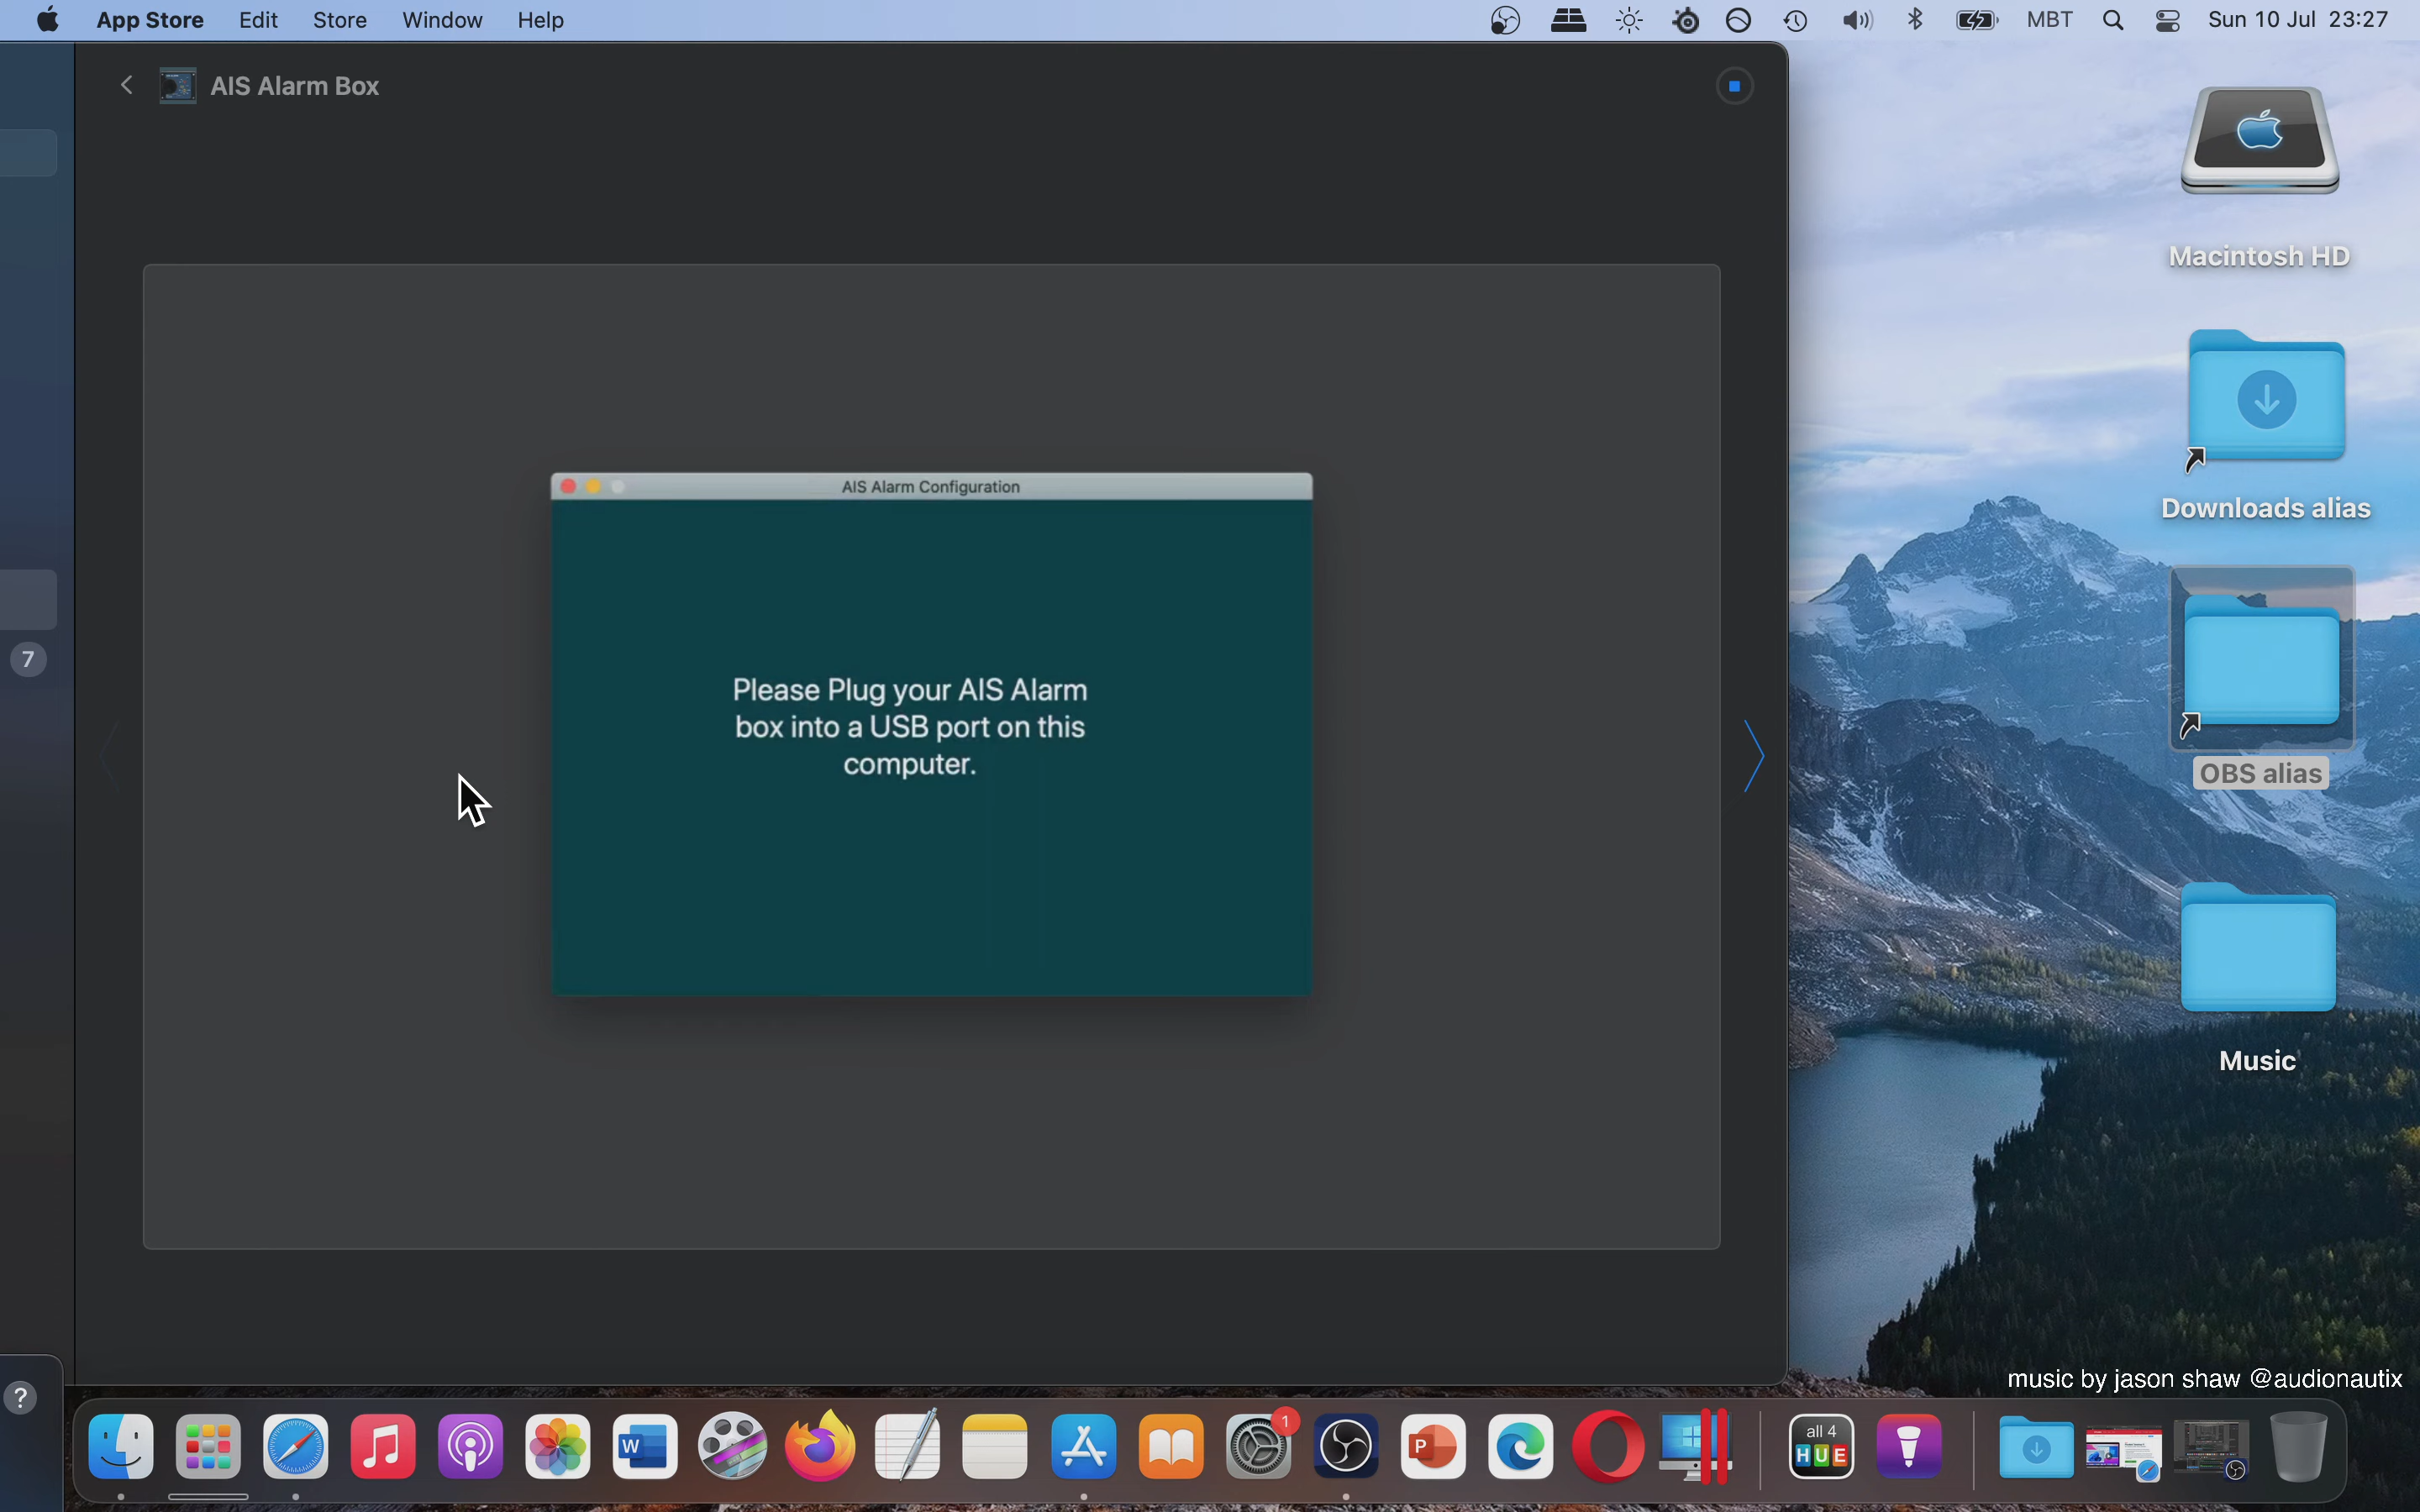 App Store Edit Store Window Help MBT Sun 10 Jul 23:27
AIS Alarm Box
Macintosh HD
AIS Alarm Configuration
Downloads alias
7
Please Plug your AIS Alarm
box into a USB port on this
computer.
OBS alias
Music
music by jason shaw @audionautix
?
1
W
P
all 4
HUE